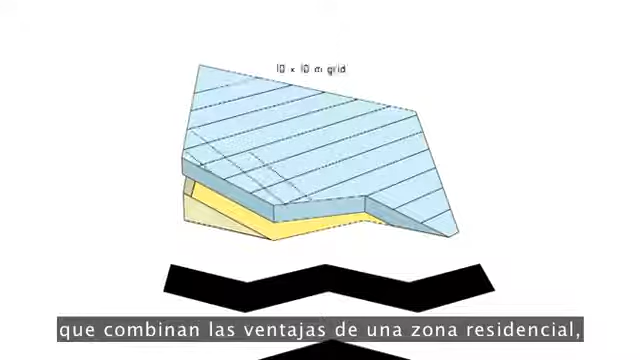 10 x 10 m grid
que combinan las ventajas de una zona residencial,